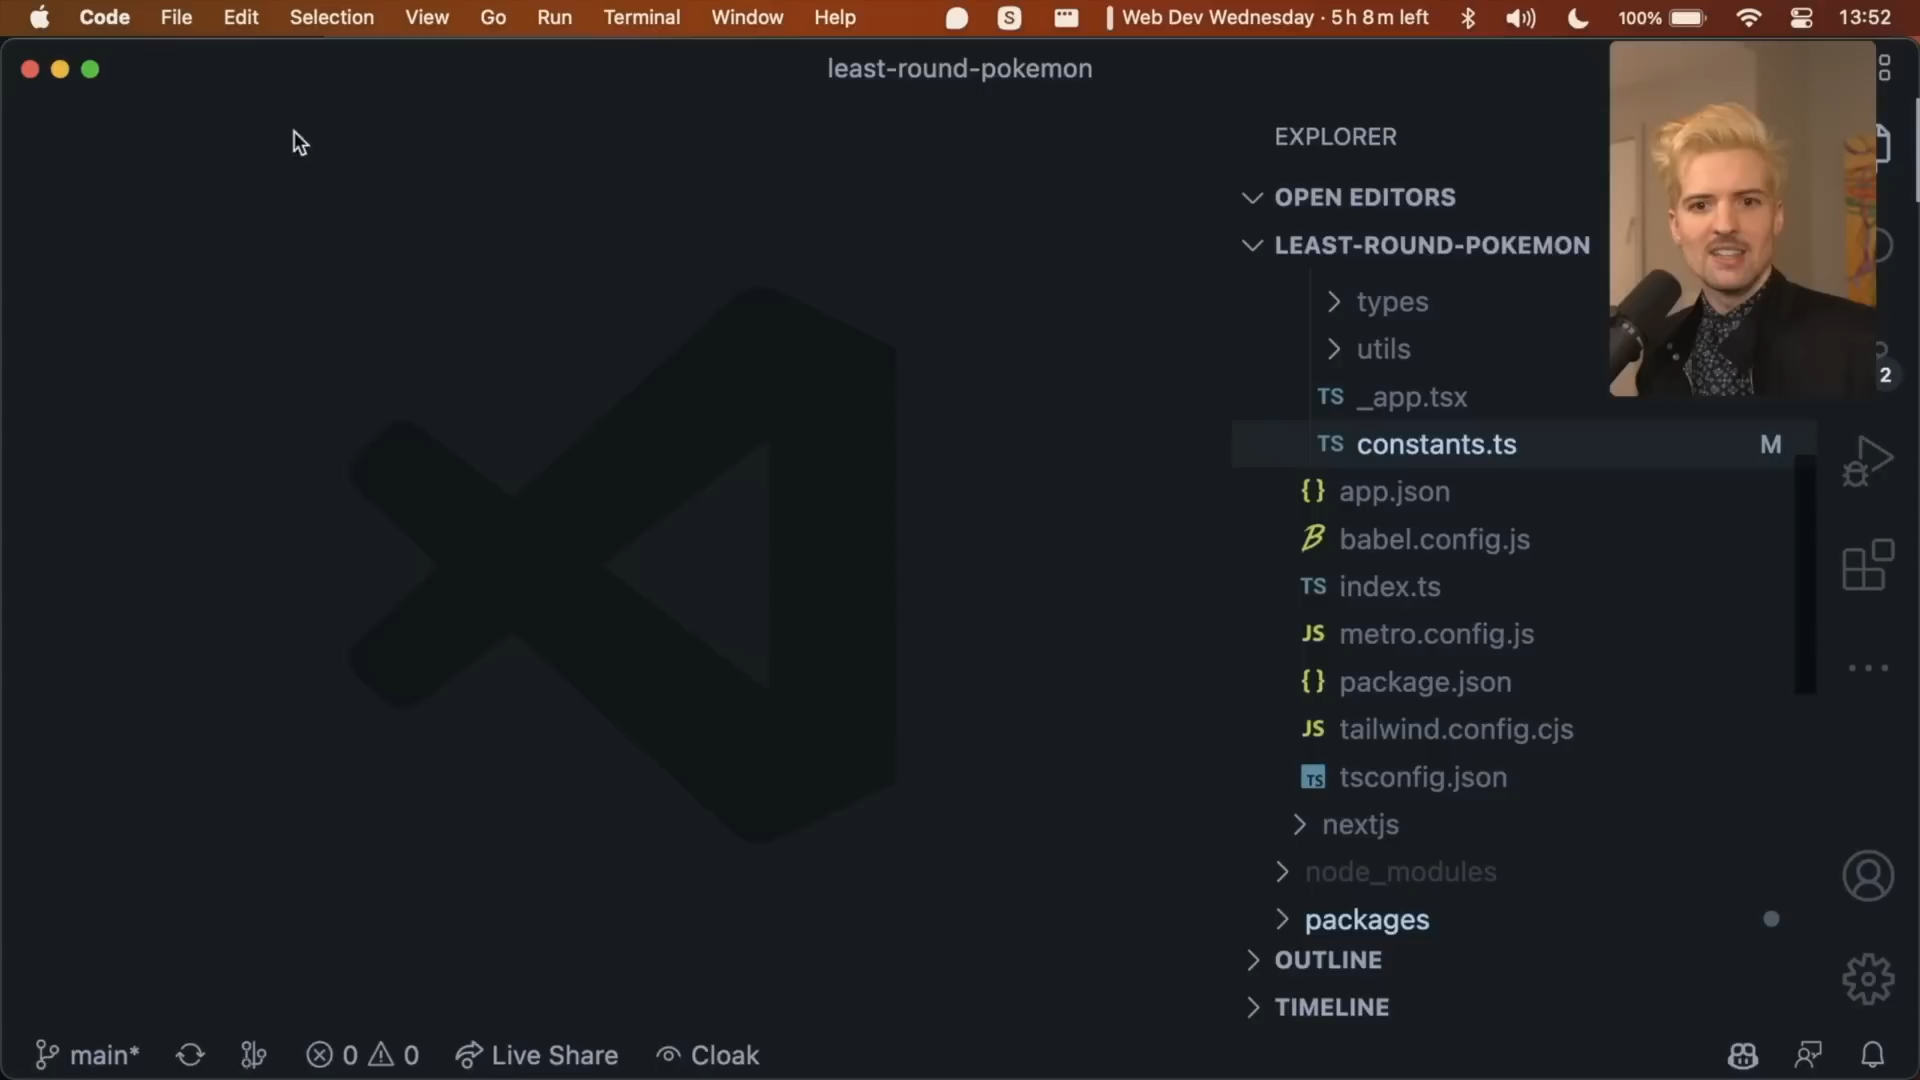 Code File Edit Selection View Go Run Terminal Window Help S Web Dev Wednesday · 5 h 8 m left 100% 13:52
least-round-pokemon
EXPLORER
OPEN EDITORS
LEAST-ROUND-POKEMON
types
utils
2
TS _app.tsx
TS constants.ts M
{} app.json
B babel.config.js
TS index.ts
JS metro.config.js
{} package.json
JS tailwind.config.cjs
TS tsconfig.json
nextjs
node_modules
packages
OUTLINE
TIMELINE
main* 0 0 Live Share Cloak